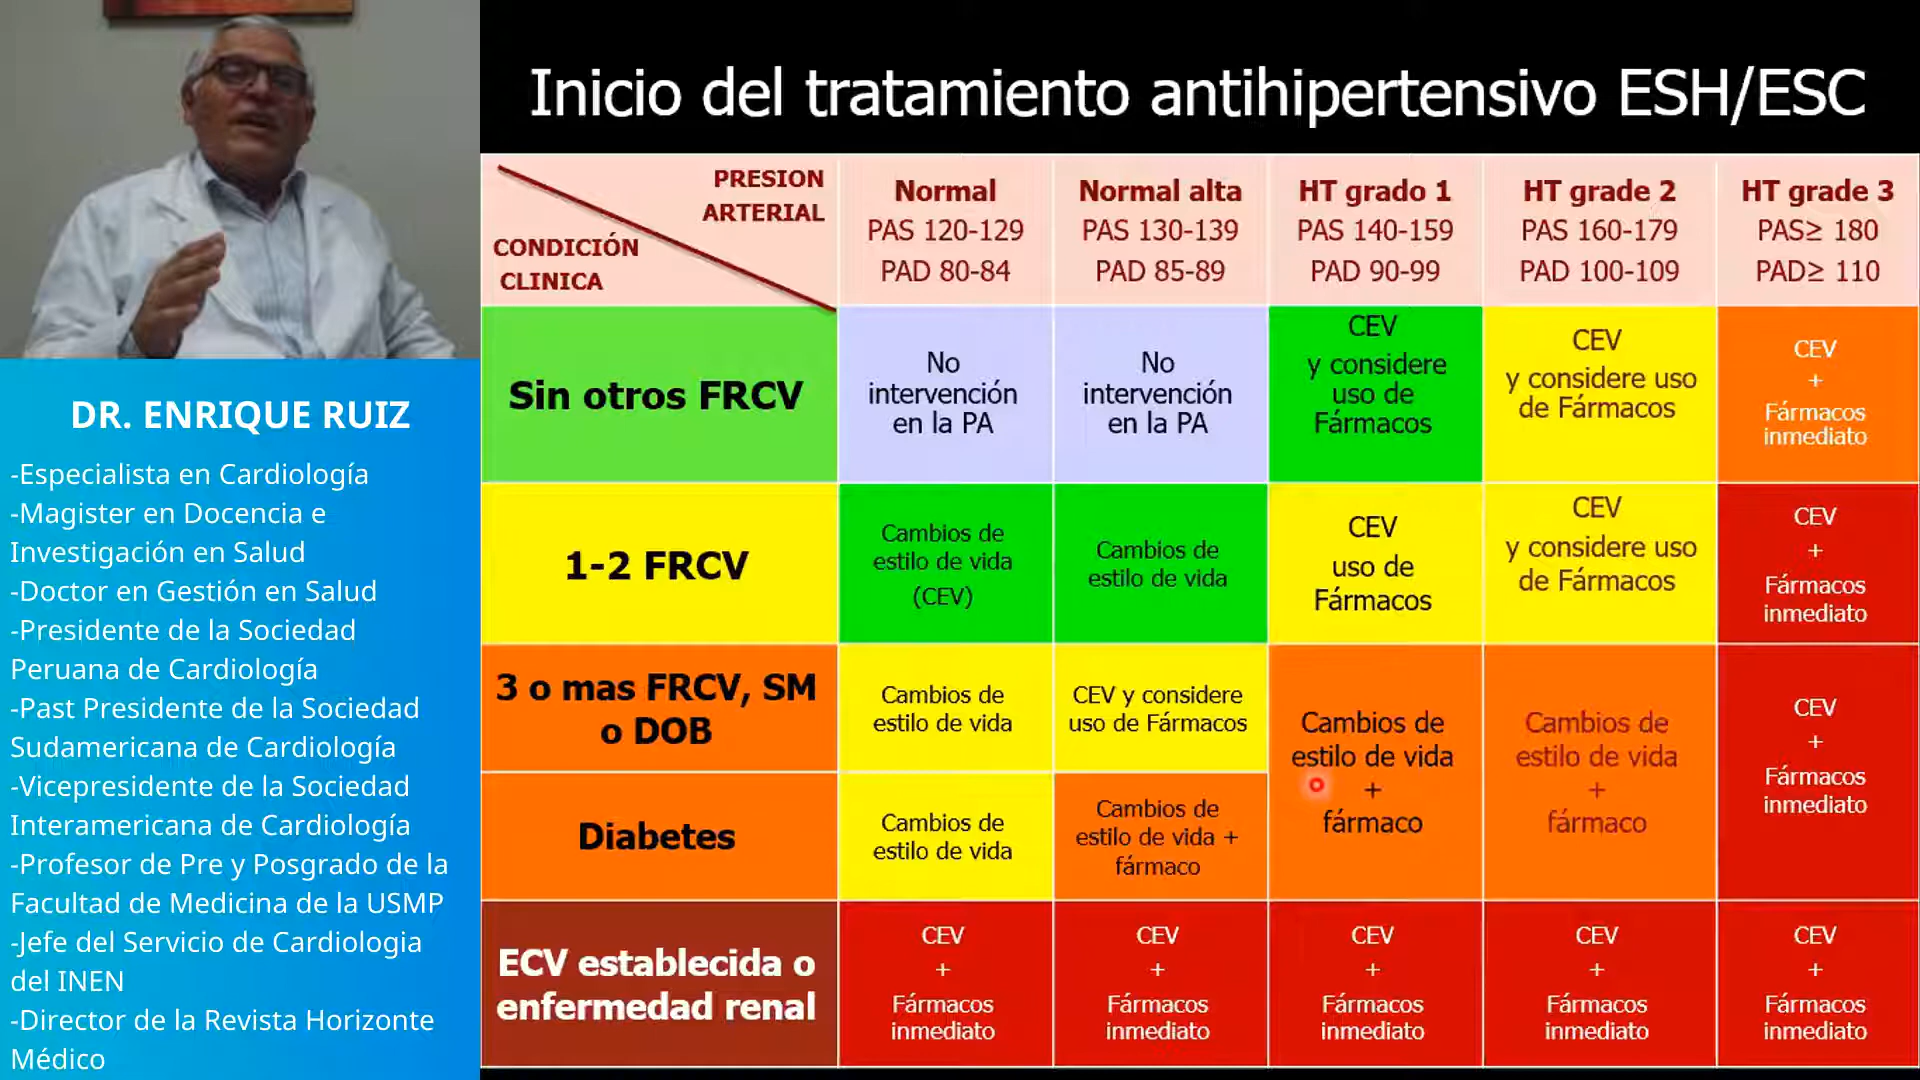 Inicio del tratamiento antihipertensivo ESH/ESC
DR. ENRIQUE RUIZ
-Especialista en Cardiología
-Magister en Docencia e
Investigación en Salud
-Doctor en Gestión en Salud
-Presidente de la Sociedad
Peruana de Cardiología
-Past Presidente de la Sociedad
Sudamericana de Cardiología
-Vicepresidente de la Sociedad
Interamericana de Cardiología
-Profesor de Pre y Posgrado de la
Facultad de Medicina de la USMP
-Jefe del Servicio de Cardiologia
del INEN
-Director de la Revista Horizonte
Médico
PRESION
ARTERIAL
CONDICIÓN
CLINICA
Normal
PAS 120-129
PAD 80-84
Normal alta
PAS 130-139
PAD 85-89
HT grado 1
PAS 140-159
PAD 90-99
HT grade 2
PAS 160-179
PAD 100-109
HT grade 3
PAS≥ 180
PAD≥ 110
Sin otros FRCV
No
intervención
en la PA
No
intervención
en la PA
CEV
y considere
uso de
Fármacos
CEV
y considere uso
de Fármacos
CEV
+
Fármacos
inmediato
1-2 FRCV
Cambios de
estilo de vida
(CEV)
Cambios de
estilo de vida
CEV
uso de
Fármacos
CEV
y considere uso
de Fármacos
CEV
+
Fármacos
inmediato
3 o mas FRCV, SM
o DOB
Cambios de
estilo de vida
CEV y considere
uso de Fármacos
Cambios de
estilo de vida
+
fármaco
Cambios de
estilo de vida
+
fármaco
CEV
+
Fármacos
inmediato
Diabetes
Cambios de
estilo de vida
Cambios de
estilo de vida +
fármaco
ECV establecida o
enfermedad renal
CEV
+
Fármacos
inmediato
CEV
+
Fármacos
inmediato
CEV
+
Fármacos
inmediato
CEV
+
Fármacos
inmediato
CEV
+
Fármacos
inmediato